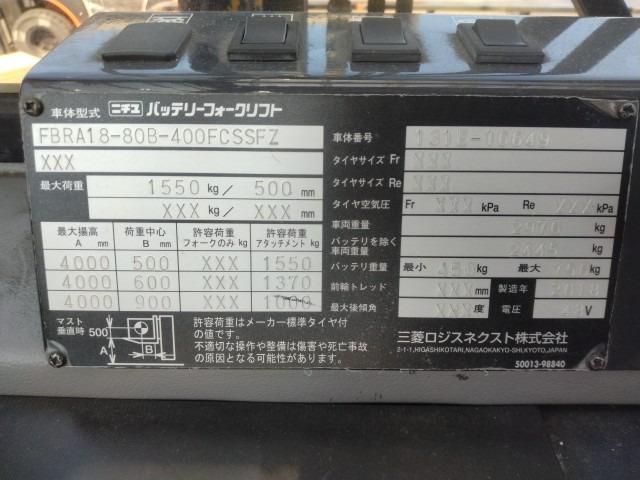 車体型式 ニチユ バッテリーフォークリフト
FBRA18-80B-400FCSSFZ
XXX
最大荷重 1550 kg／ 500 mm
XXX kg／ XXX mm
最大揚高 A mm 荷重中心 B mm 許容荷重 フォークのみ kg 許容荷重 アタッチメント kg
4000 500 XXX 1550
4000 600 XXX 1370
4000 900 XXX
マスト垂直時 500 A B
許容荷重はメーカー標準タイヤ付
の値です。
不適切な操作や整備は傷害や死亡事故
の原因となる可能性があります。
車体番号
タイヤサイズ Fr XXX
タイヤサイズ Re XXX
タイヤ空気圧 Fr XXX kPa Re XXX kPa
車両重量 2970 kg
バッテリを除く
車両重量 2445 kg
バッテリ重量 最小 kg 最大 kg
前輪トレッド XXX mm 製造年 2018
最大後傾角 XXX 度 電圧 V
三菱ロジスネクスト株式会社
2-1-1,HIGASHIKOTARI,NAGAOKAKYO-SHI,KYOTO,JAPAN
50013-98840